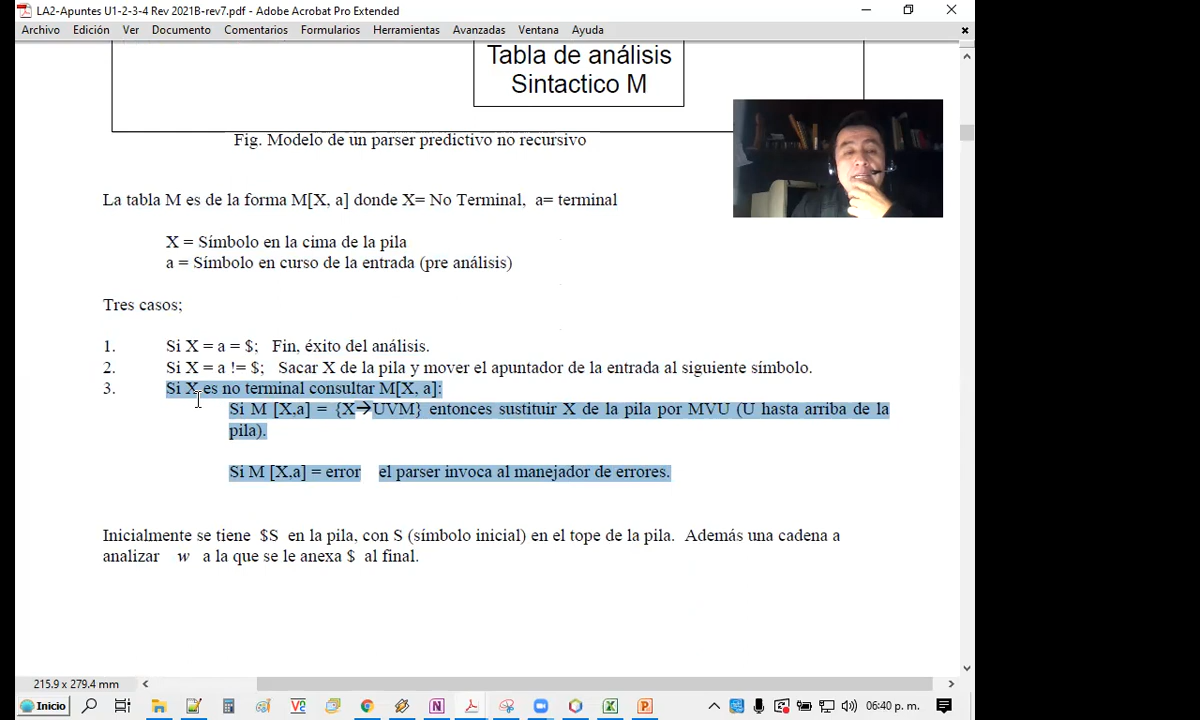 LA2-Apuntes U1-2-3-4 Rev 2021B-rev7.pdf - Adobe Acrobat Pro Extended
Archivo Edición Ver Documento Comentarios Formularios Herramientas Avanzadas Ventana Ayuda
Tabla de análisis
Sintactico M
Fig. Modelo de un parser predictivo no recursivo
La tabla M es de la forma M[X, a] donde X= No Terminal, a= terminal
X = Símbolo en la cima de la pila
a = Símbolo en curso de la entrada (pre análisis)
Tres casos;
1. Si X = a = $; Fin, éxito del análisis.
2. Si X = a != $; Sacar X de la pila y mover el apuntador de la entrada al siguiente símbolo.
3. Si X es no terminal consultar M[X, a]:
Si M [X,a] = {X→UVM} entonces sustituir X de la pila por MVU (U hasta arriba de la
pila).
Si M [X,a] = error el parser invoca al manejador de errores.
Inicialmente se tiene $S en la pila, con S (símbolo inicial) en el tope de la pila. Además una cadena a
analizar w a la que se le anexa $ al final.
215.9 x 279.4 mm
Inicio 06:40 p. m.